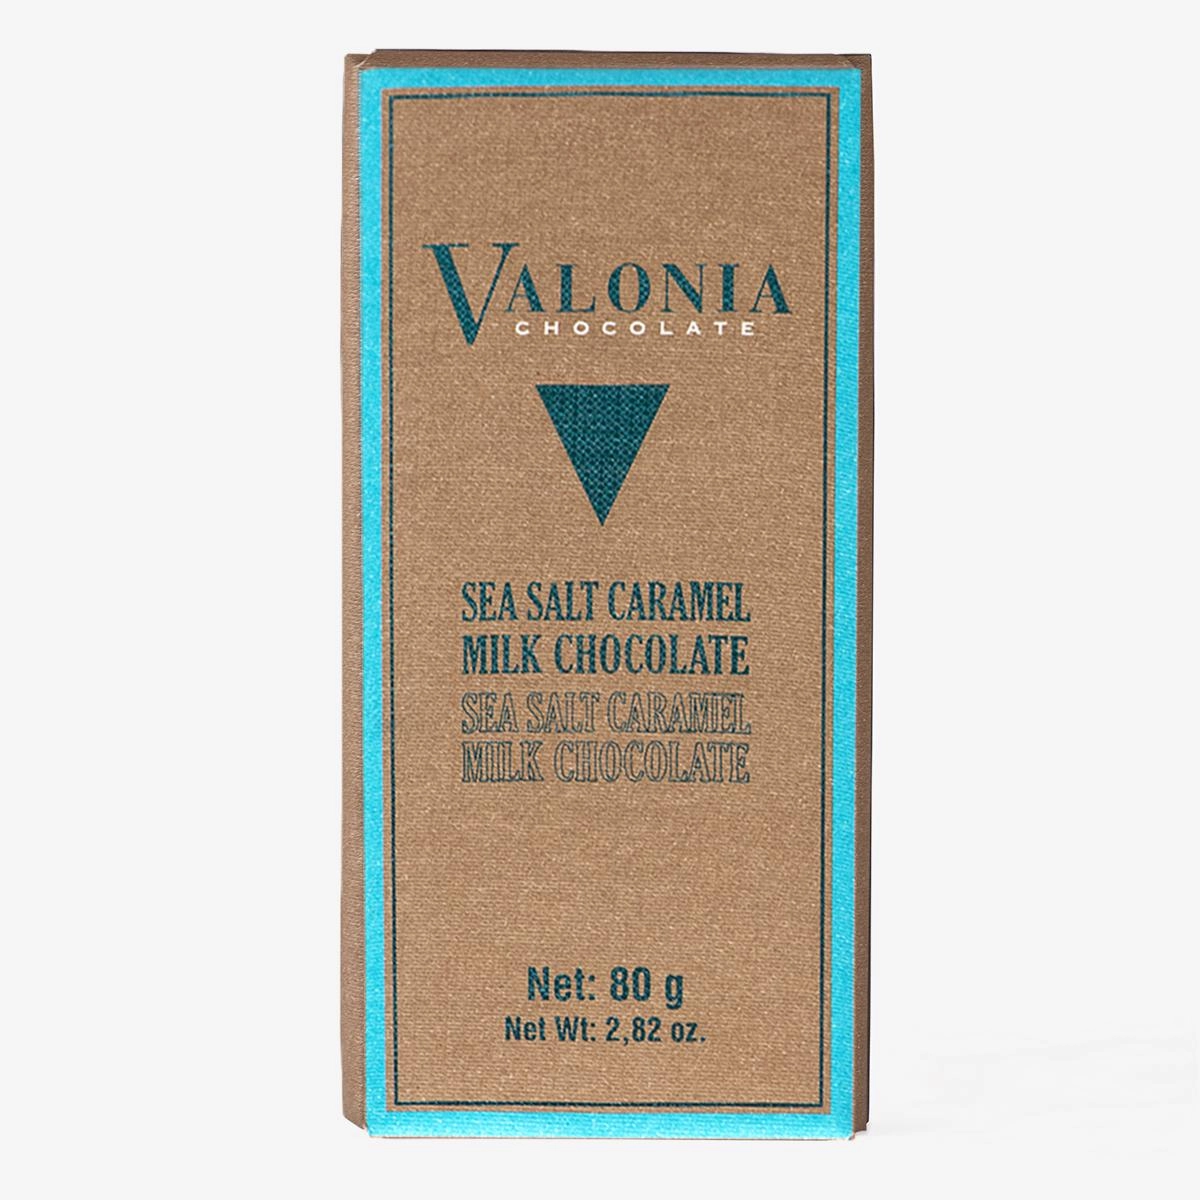 VALONIA
CHOCOLATE
SEA SALT CARAMEL
MILK CHOCOLATE
SEA SALT CARAMEL
MILK CHOCOLATE
Net: 80 g
Net Wt: 2,82 oz.